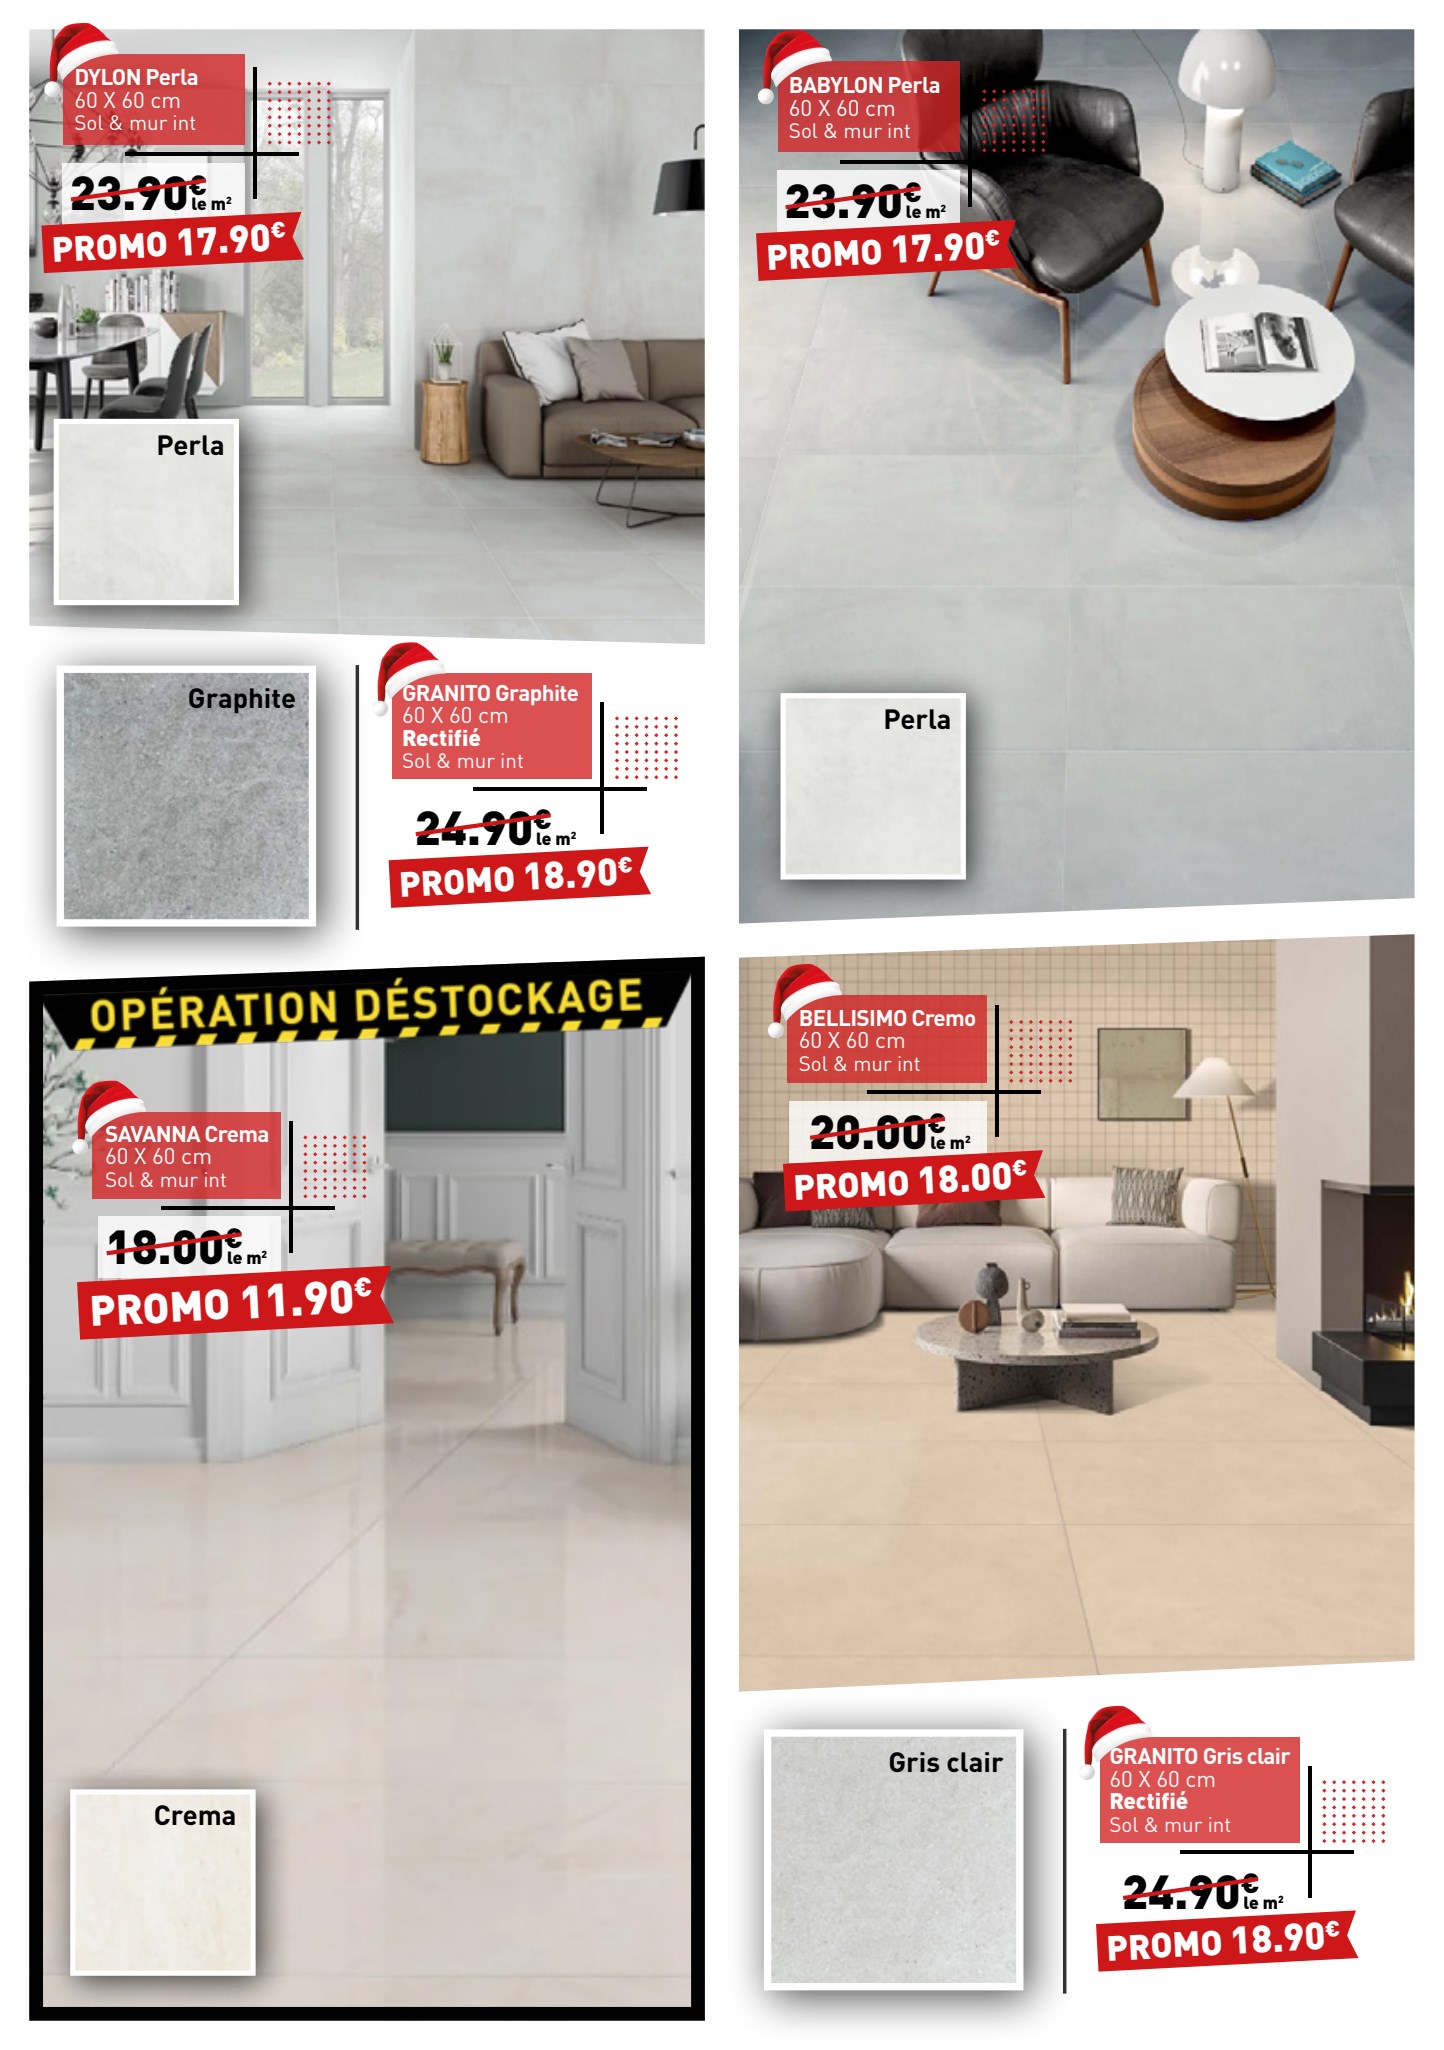 DYLON Perla
60 X 60 cm
Sol & mur int
23.90€ le m²
PROMO 17.90€
Perla
BABYLON Perla
60 X 60 cm
Sol & mur int
23.90€ le m²
PROMO 17.90€
Perla
Graphite
GRANITO Graphite
60 X 60 cm
Rectifié
Sol & mur int
24.90€ le m²
PROMO 18.90€
OPÉRATION DÉSTOCKAGE
SAVANNA Crema
60 X 60 cm
Sol & mur int
18.00€ le m²
PROMO 11.90€
Crema
BELLISIMO Cremo
60 X 60 cm
Sol & mur int
20.00€ le m²
PROMO 18.00€
Gris clair
GRANITO Gris clair
60 X 60 cm
Rectifié
Sol & mur int
24.90€ le m²
PROMO 18.90€